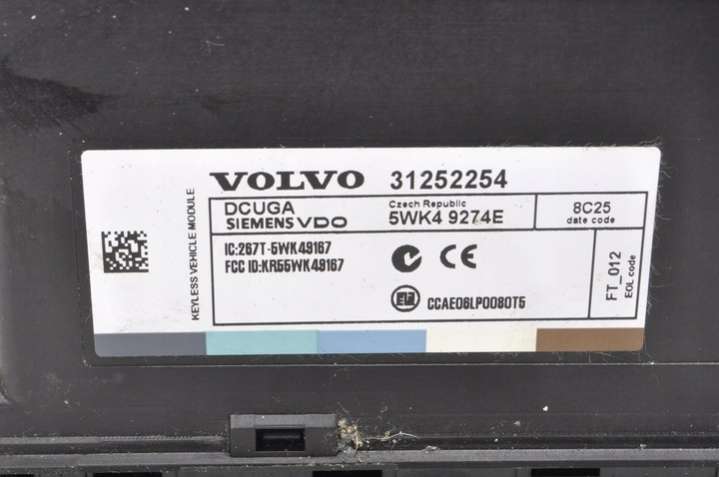 VOLVO 31252254
KEYLESS VEHICLE MODULE
DCUGA
SIEMENS VDO
Czech Republic
5WK4 9274E
8C25
date code
IC:267T-5WK49167
FCC ID:KR55WK49167
CE
CCAE06LP0080T5
FT_012
EOL code